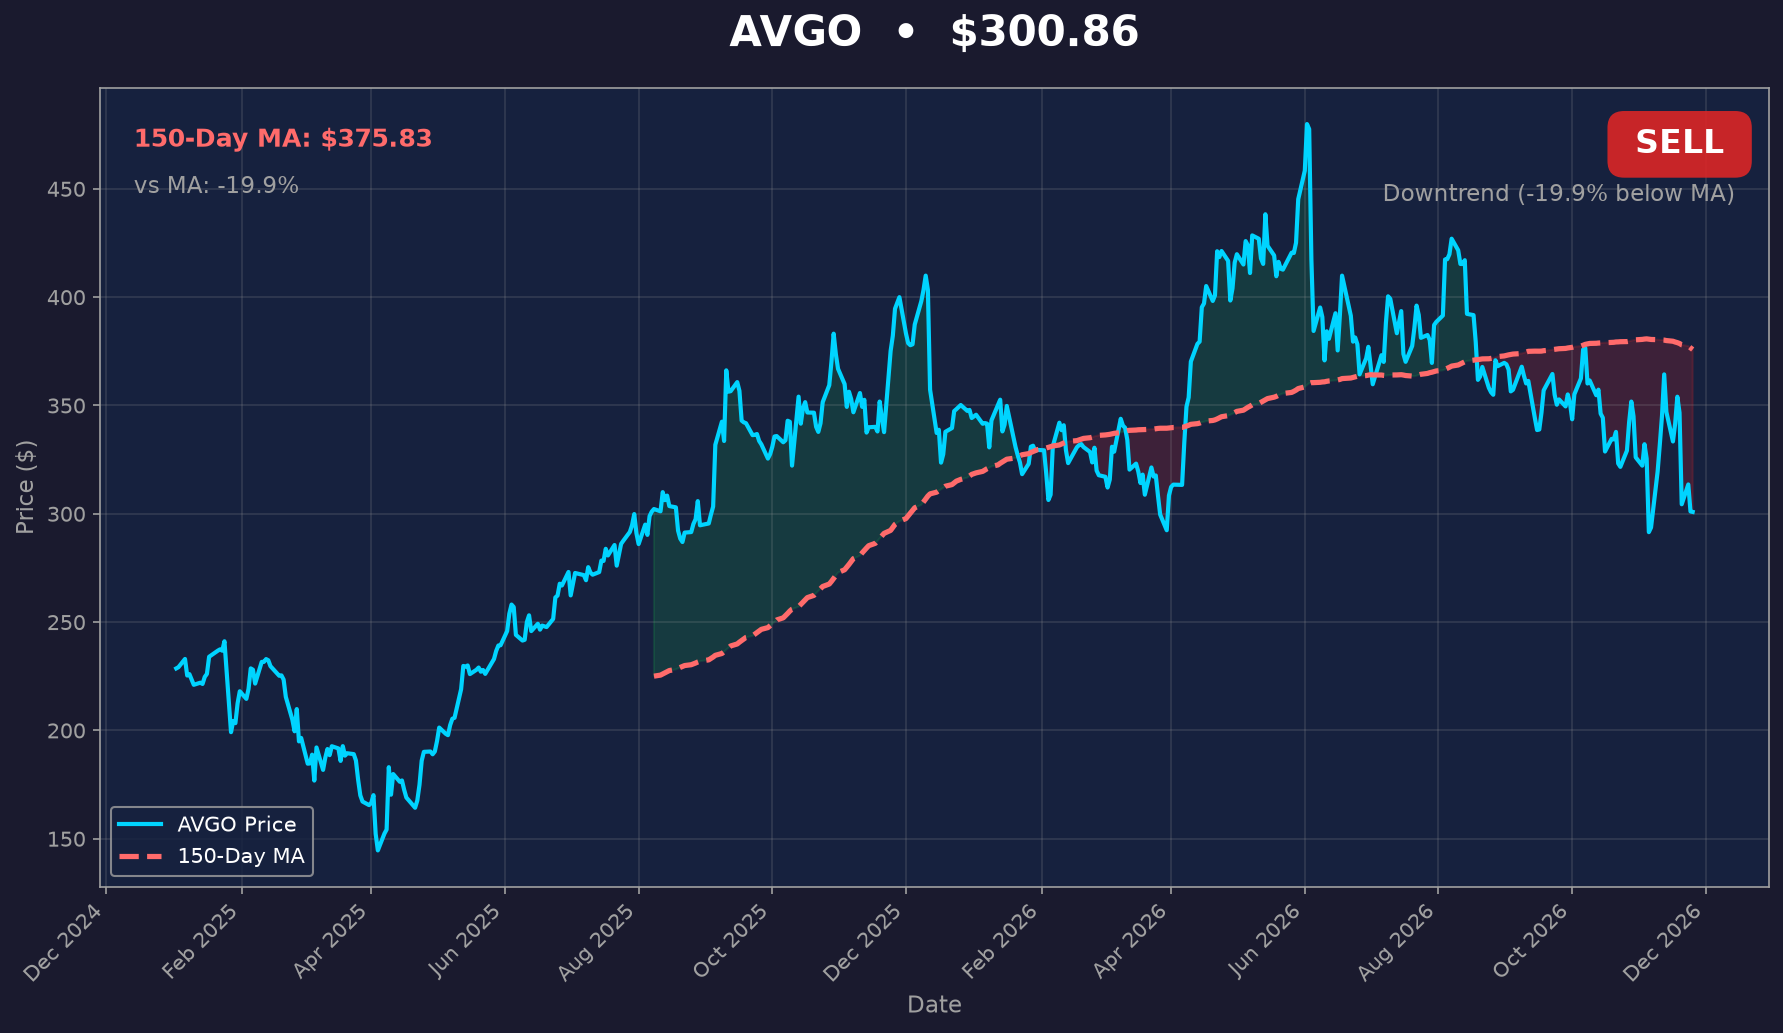 AVGO • $300.86
150-Day MA: $375.83
vs MA: -19.9%
SELL
Downtrend (-19.9% below MA)
Price ($)
450
400
350
300
250
200
150
AVGO Price
150-Day MA
Dec 2024
Feb 2025
Apr 2025
Jun 2025
Aug 2025
Oct 2025
Dec 2025
Feb 2026
Apr 2026
Jun 2026
Aug 2026
Oct 2026
Dec 2026
Date